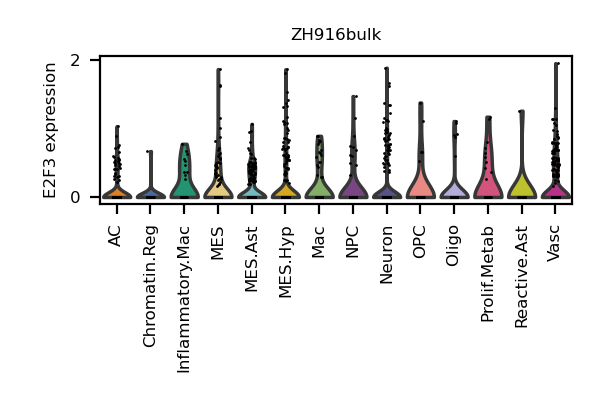 ZH916bulk
E2F3 expression
2
0
AC
Chromatin.Reg
Inflammatory.Mac
MES
MES.Ast
MES.Hyp
Mac
NPC
Neuron
OPC
Oligo
Prolif.Metab
Reactive.Ast
Vasc